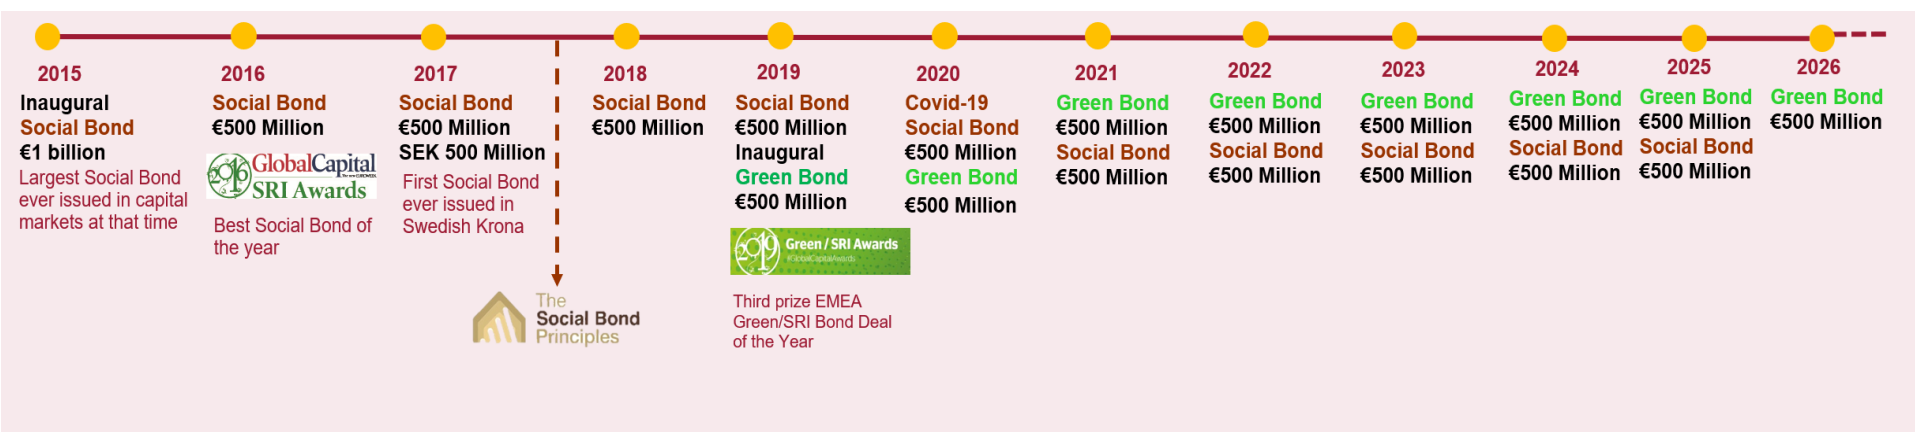 2015
Inaugural
Social Bond
€1 billion
Largest Social Bond
ever issued in capital
markets at that time
2016
Social Bond
€500 Million
2016
GlobalCapital
SRI Awards
Best Social Bond of
the year
2017
Social Bond
€500 Million
SEK 500 Million
First Social Bond
ever issued in
Swedish Krona
The
Social Bond
Principles
2018
Social Bond
€500 Million
2019
Social Bond
€500 Million
Inaugural
Green Bond
€500 Million
2019
Green / SRI Awards
#GlobalCapitalAwards
Third prize EMEA
Green/SRI Bond Deal
of the Year
2020
Covid-19
Social Bond
€500 Million
Green Bond
€500 Million
2021
Green Bond
€500 Million
Social Bond
€500 Million
2022
Green Bond
€500 Million
Social Bond
€500 Million
2023
Green Bond
€500 Million
Social Bond
€500 Million
2024
Green Bond
€500 Million
Social Bond
€500 Million
2025
Green Bond
€500 Million
Social Bond
€500 Million
2026
Green Bond
€500 Million